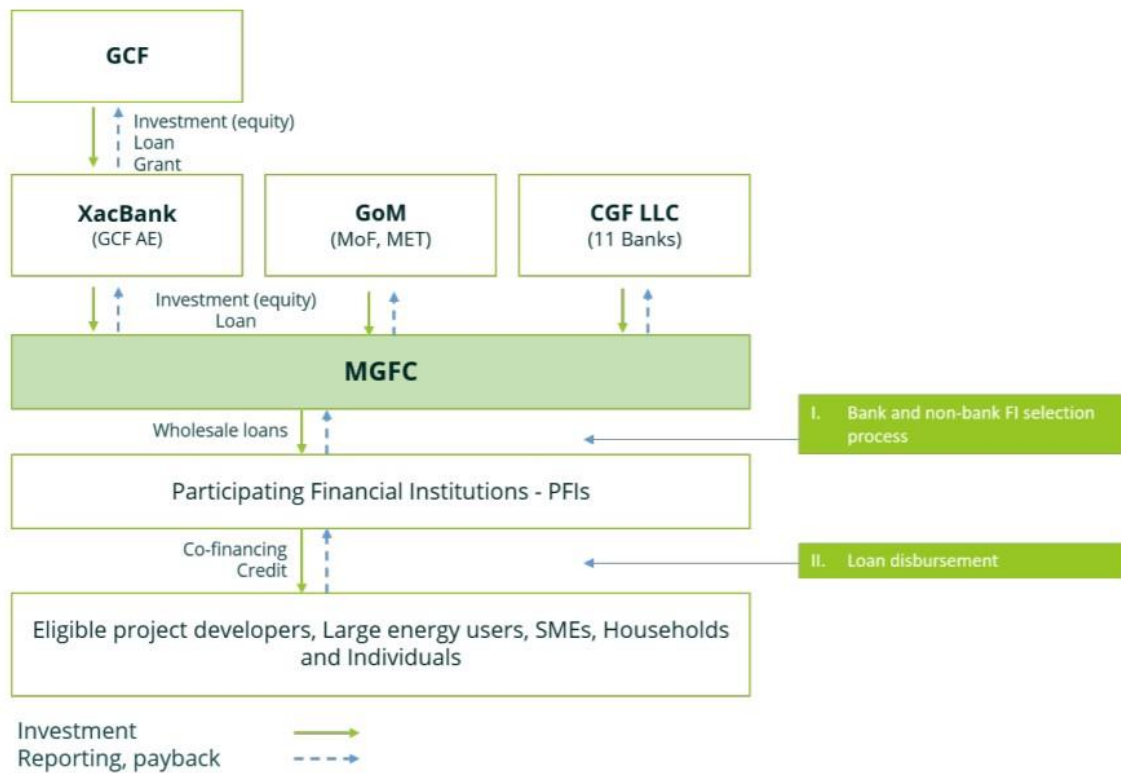 GCF
Investment (equity)
Loan
Grant
XacBank
(GCF AE)
GoM
(MoF, MET)
CGF LLC
(11 Banks)
Investment (equity)
Loan
MGFC
Wholesale loans
I. Bank and non-bank FI selection
process
Participating Financial Institutions - PFIs
Co-financing
Credit
II. Loan disbursement
Eligible project developers, Large energy users, SMEs, Households
and Individuals
Investment
Reporting, payback